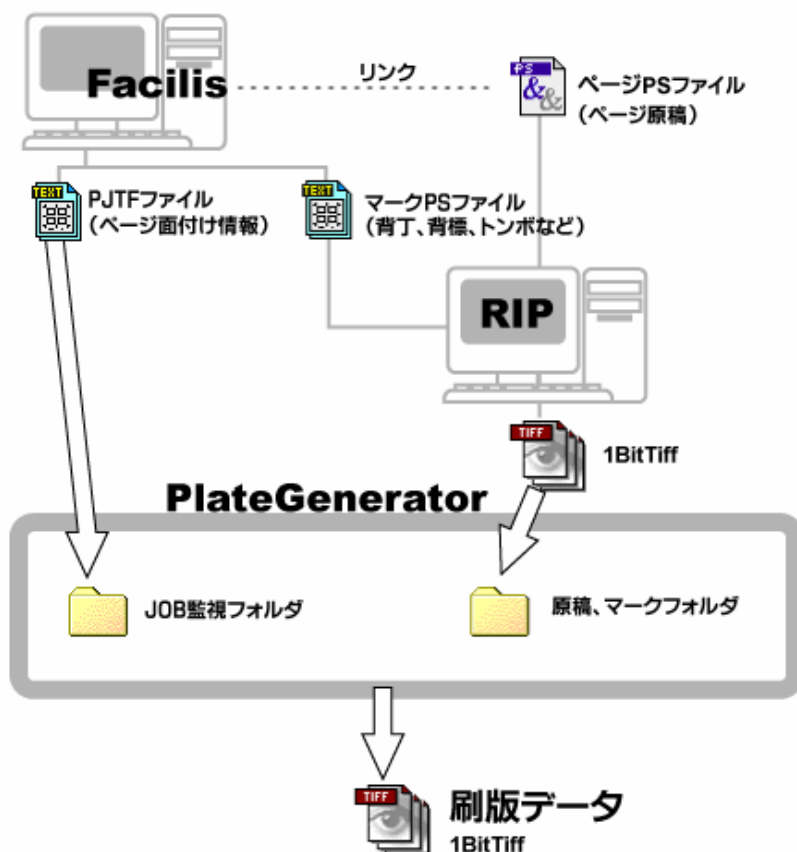 Facilis
リンク
PS
&&
ページPSファイル
（ページ原稿）
TEXT
PJTFファイル
（ページ面付け情報）
TEXT
マークPSファイル
（背丁、背標、トンボなど）
RIP
TIFF
1BitTiff
PlateGenerator
JOB監視フォルダ
原稿、マークフォルダ
TIFF
刷版データ
1BitTiff